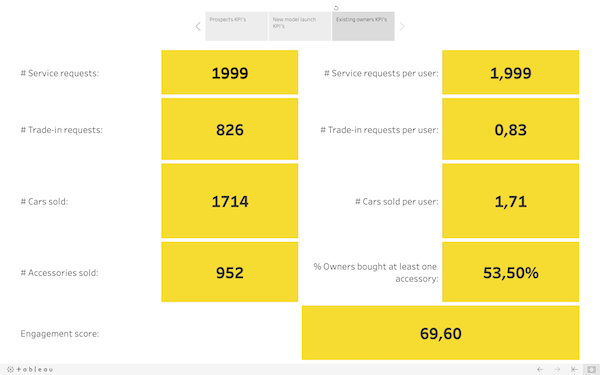 Prospects KPI's
New model launch
KPI's
Existing owners KPI's
# Service requests:
1999
# Service requests per user:
1,999
# Trade-in requests:
826
# Trade-in requests per user:
0,83
# Cars sold:
1714
# Cars sold per user:
1,71
# Accessories sold:
952
% Owners bought at least one
accessory:
53,50%
Engagement score:
69,60
+ableau